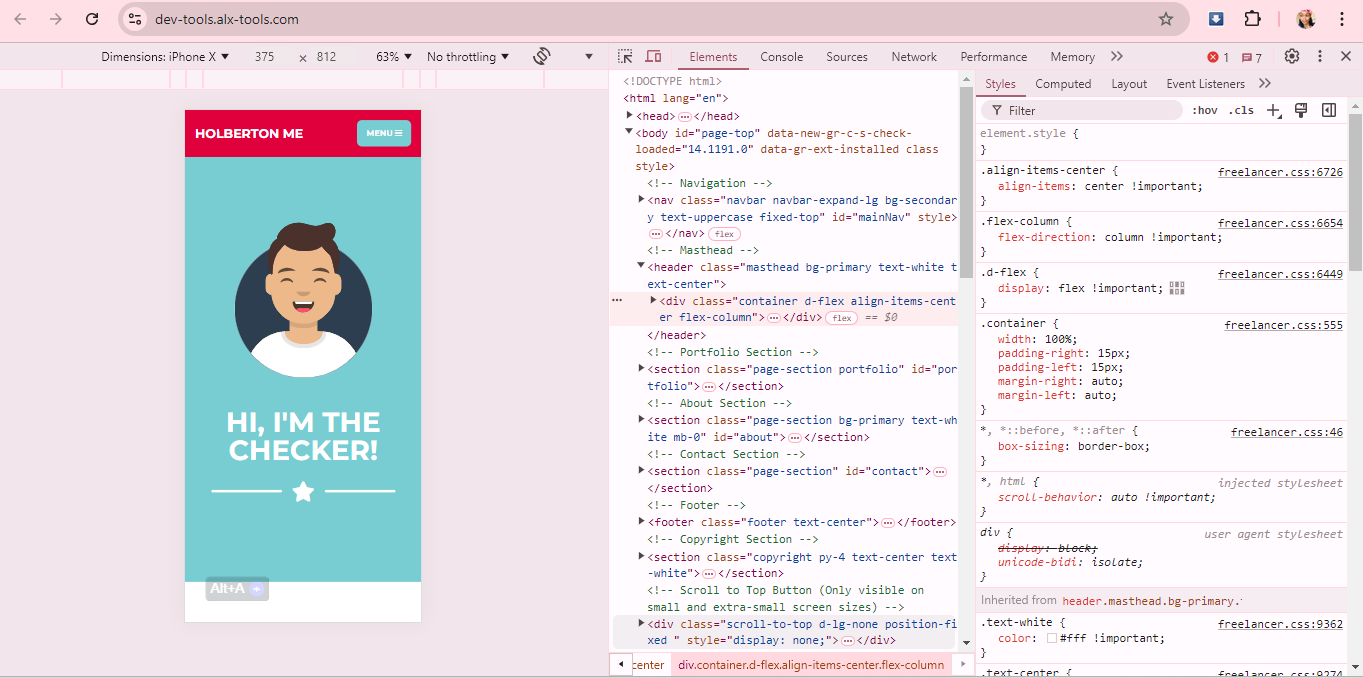 dev-tools.alx-tools.com
Dimensions: iPhone X ▼ 375 × 812 63% ▼ No throttling ▼
HOLBERTON ME
MENU
HI, I'M THE
CHECKER!
Alt+A
Elements Console Sources Network Performance Memory 1 7
<!DOCTYPE html>
<html lang="en">
<head> … </head>
<body id="page-top" data-new-gr-c-s-check-
loaded="14.1191.0" data-gr-ext-installed class
style>
<!-- Navigation -->
<nav class="navbar navbar-expand-lg bg-secondar
y text-uppercase fixed-top" id="mainNav" style>
… </nav> flex
<!-- Masthead -->
<header class="masthead bg-primary text-white t
ext-center">
<div class="container d-flex align-items-cent
er flex-column"> … </div> flex == $0
</header>
<!-- Portfolio Section -->
<section class="page-section portfolio" id="por
tfolio"> … </section>
<!-- About Section -->
<section class="page-section bg-primary text-wh
ite mb-0" id="about"> … </section>
<!-- Contact Section -->
<section class="page-section" id="contact"> …
</section>
<!-- Footer -->
<footer class="footer text-center"> … </footer>
<!-- Copyright Section -->
<section class="copyright py-4 text-center text
-white"> … </section>
<!-- Scroll to Top Button (Only visible on
small and extra-small screen sizes) -->
<div class="scroll-to-top d-lg-none position-fi
xed " style="display: none;"> … </div>
center div.container.d-flex.align-items-center.flex-column
Styles Computed Layout Event Listeners
Filter :hov .cls
element.style {
}
.align-items-center { freelancer.css:6726
align-items: center !important;
}
.flex-column { freelancer.css:6654
flex-direction: column !important;
}
.d-flex { freelancer.css:6449
display: flex !important;
}
.container { freelancer.css:555
width: 100%;
padding-right: 15px;
padding-left: 15px;
margin-right: auto;
margin-left: auto;
}
*, *::before, *::after { freelancer.css:46
box-sizing: border-box;
}
*, html { injected stylesheet
scroll-behavior: auto !important;
}
div { user agent stylesheet
display: block;
unicode-bidi: isolate;
}
Inherited from header.masthead.bg-primary.
.text-white { freelancer.css:9362
color: #fff !important;
}
.text-center { freelancer.css:9274